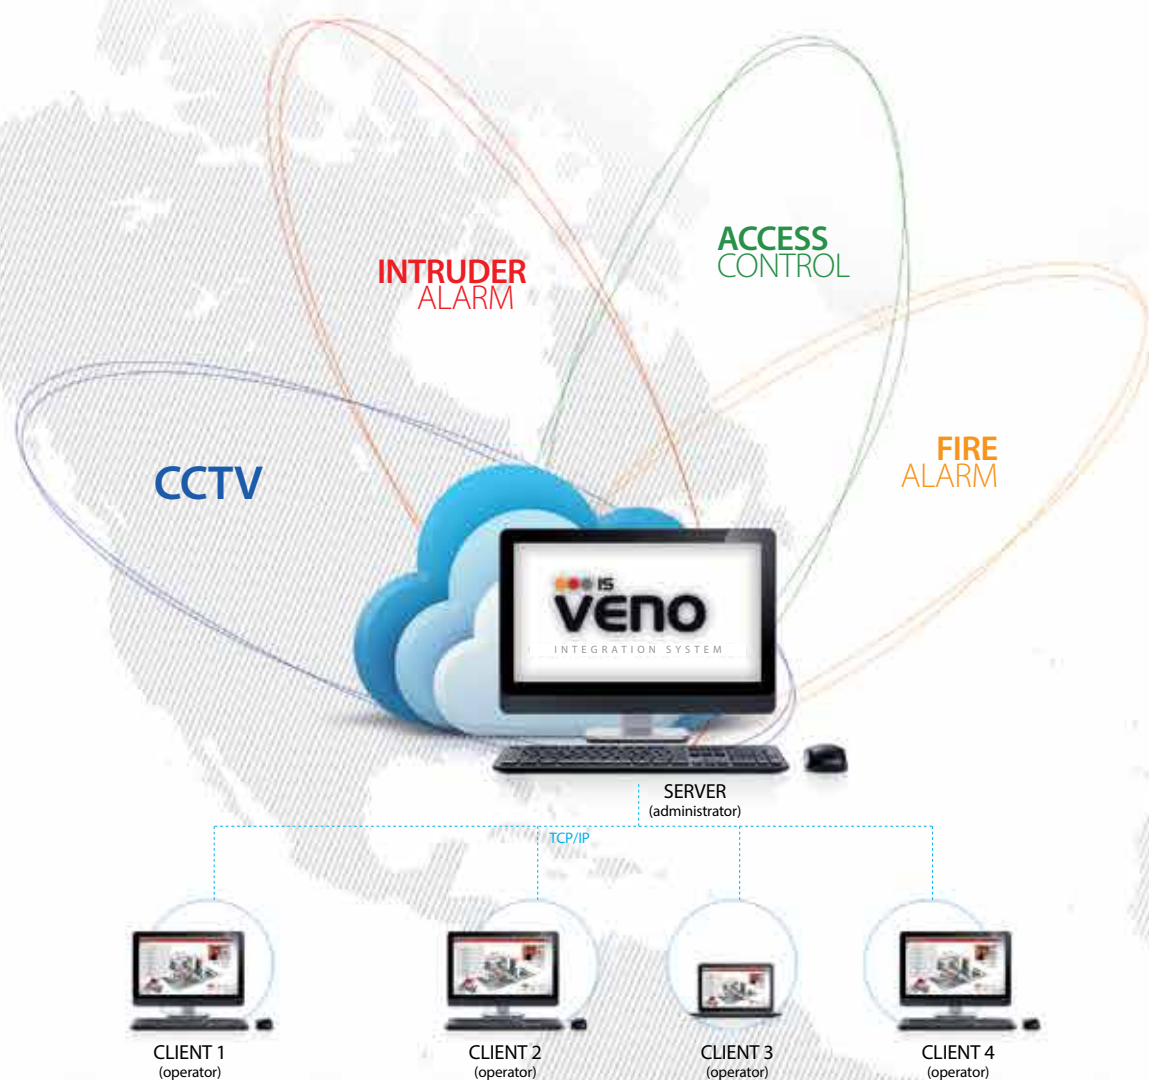 ACCESS
CONTROL
INTRUDER
ALARM
FIRE
ALARM
CCTV
IS
VENO
INTEGRATION SYSTEM
SERVER
(administrator)
TCP/IP
CLIENT 1
(operator)
CLIENT 2
(operator)
CLIENT 3
(operator)
CLIENT 4
(operator)